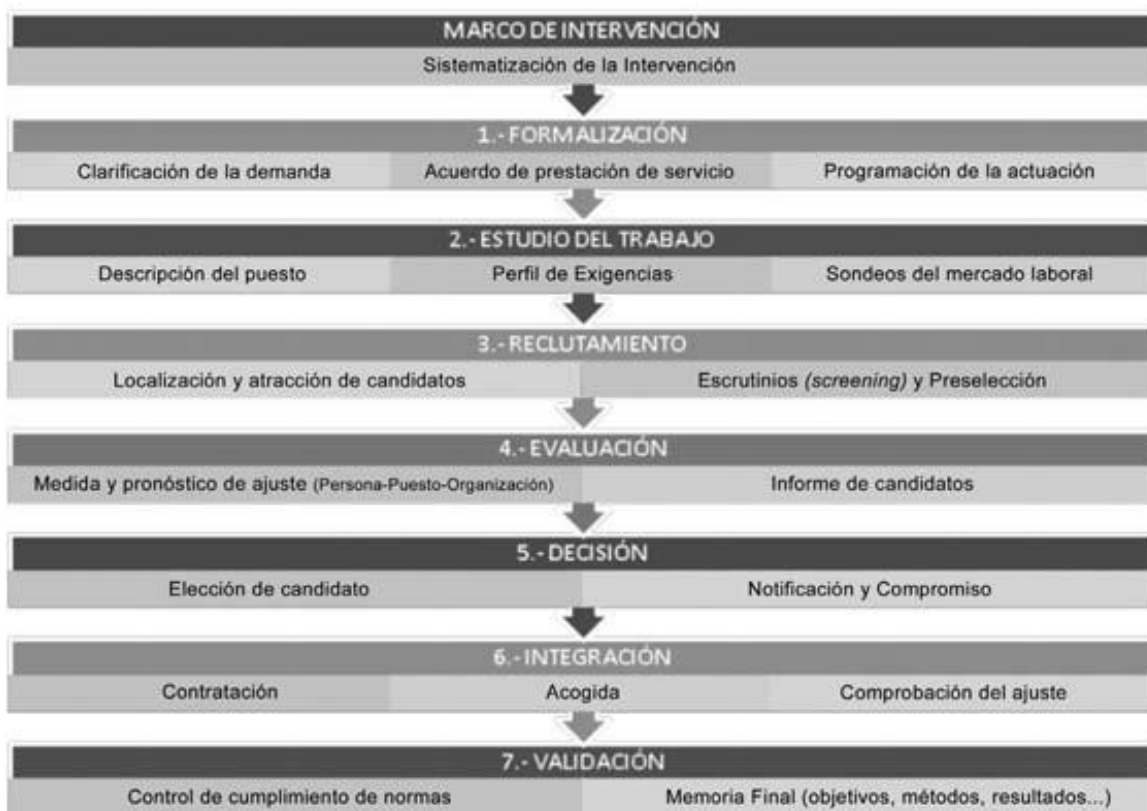 MARCO DE INTERVENCIÓN
Sistematización de la Intervención
1.- FORMALIZACIÓN
Clarificación de la demanda
Acuerdo de prestación de servicio
Programación de la actuación
2.- ESTUDIO DEL TRABAJO
Descripción del puesto
Perfil de Exigencias
Sondeos del mercado laboral
3.- RECLUTAMIENTO
Localización y atracción de candidatos
Escrutinios (screening) y Preselección
4.- EVALUACIÓN
Medida y pronóstico de ajuste (Persona-Puesto-Organización)
Informe de candidatos
5.- DECISIÓN
Elección de candidato
Notificación y Compromiso
6.- INTEGRACIÓN
Contratación
Acogida
Comprobación del ajuste
7.- VALIDACIÓN
Control de cumplimiento de normas
Memoria Final (objetivos, métodos, resultados...)